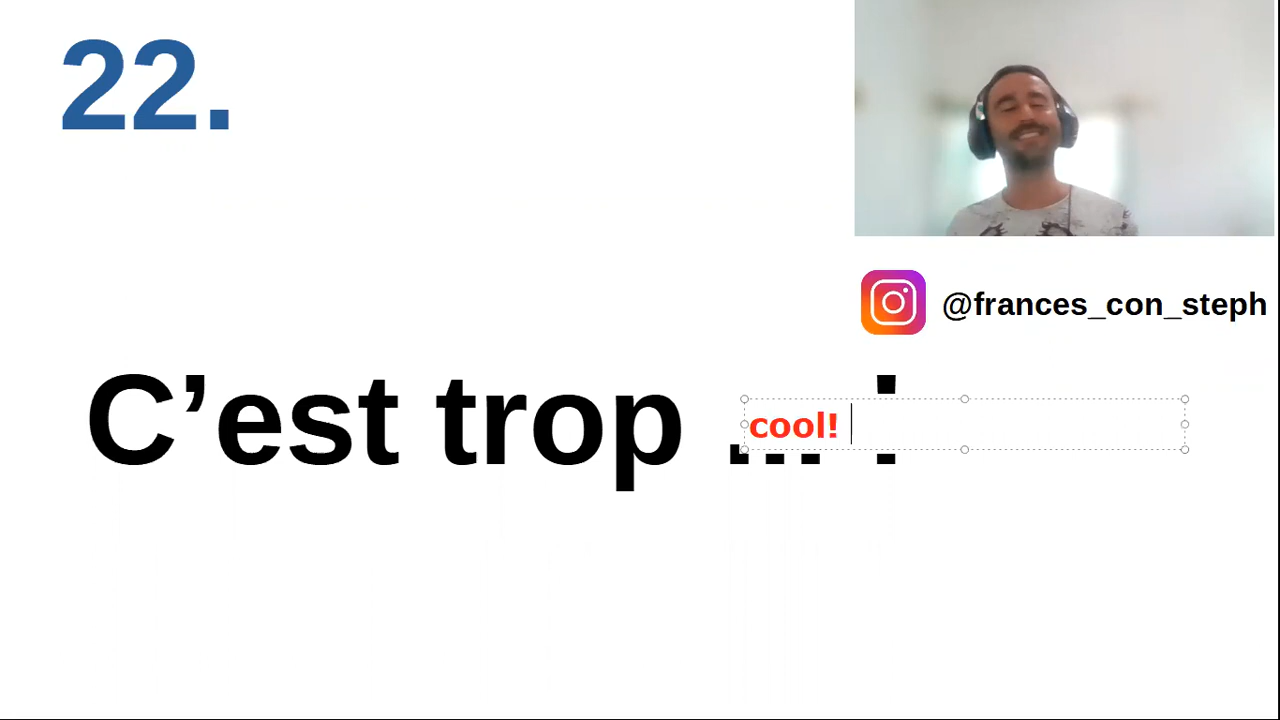 22.
@frances_con_steph
C’est trop ... !
cool!